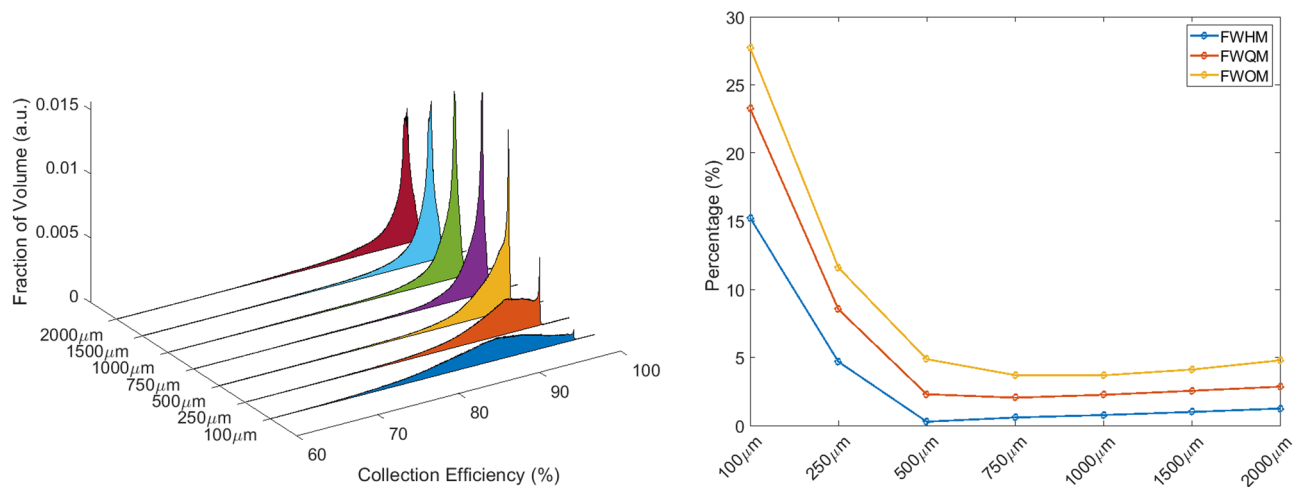 Fraction of Volume (a.u.)
0.015
0.01
0.005
0
2000μm
1500μm
1000μm
750μm
500μm
250μm
100μm
60
70
80
90
100
Collection Efficiency (%)
Percentage (%)
30
25
20
15
10
5
0
100μm
250μm
500μm
750μm
1000μm
1500μm
2000μm
FWHM
FWQM
FWOM